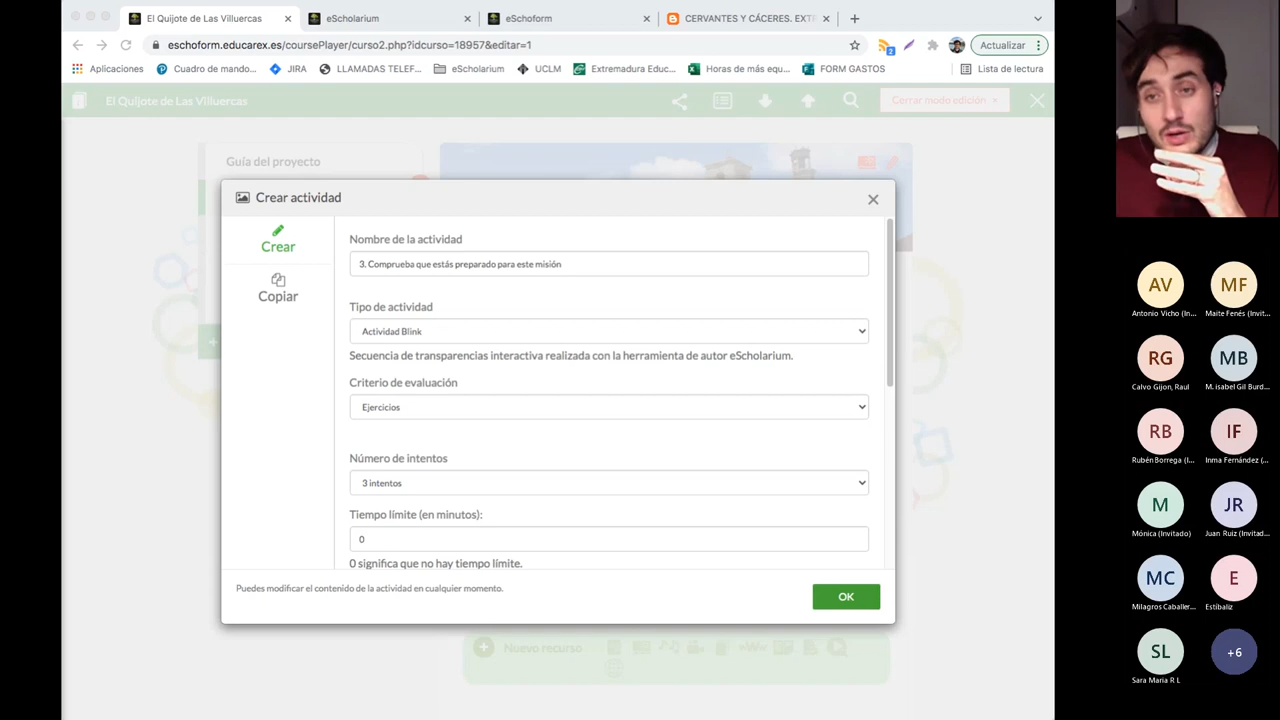 El Quijote de Las Villuercas
eScholarium
eSchoform
CERVANTES Y CÁCERES. EXT
eschoform.educarex.es/coursePlayer/curso2.php?idcurso=18957&editar=1
2
Actualizar
Aplicaciones
Cuadro de mando...
JIRA
LLAMADAS TELEF...
eScholarium
UCLM
Extremadura Educ...
Horas de más equ...
FORM GASTOS
Lista de lectura
El Quijote de Las Villuercas
Cerrar modo edición
Guía del proyecto
Crear actividad
Crear
Copiar
Nombre de la actividad
3. Comprueba que estás preparado para este misión
Tipo de actividad
Actividad Blink
Secuencia de transparencias interactiva realizada con la herramienta de autor eScholarium.
Criterio de evaluación
Ejercicios
Número de intentos
3 intentos
Tiempo límite (en minutos):
0
0 significa que no hay tiempo límite.
Puedes modificar el contenido de la actividad en cualquier momento.
OK
Nuevo recurso
AV
MF
Antonio Vicho (In...
Maite Fenés (Invit...
RG
MB
Calvo Gijon, Raul
M. isabel Gil Burd...
RB
IF
Rubén Borrega (I...
Inma Fernández (...
M
JR
Mónica (Invitado)
Juan Ruiz (Invitad...
MC
E
Milagros Caballer...
Estíbaliz
SL
+6
Sara Maria R L